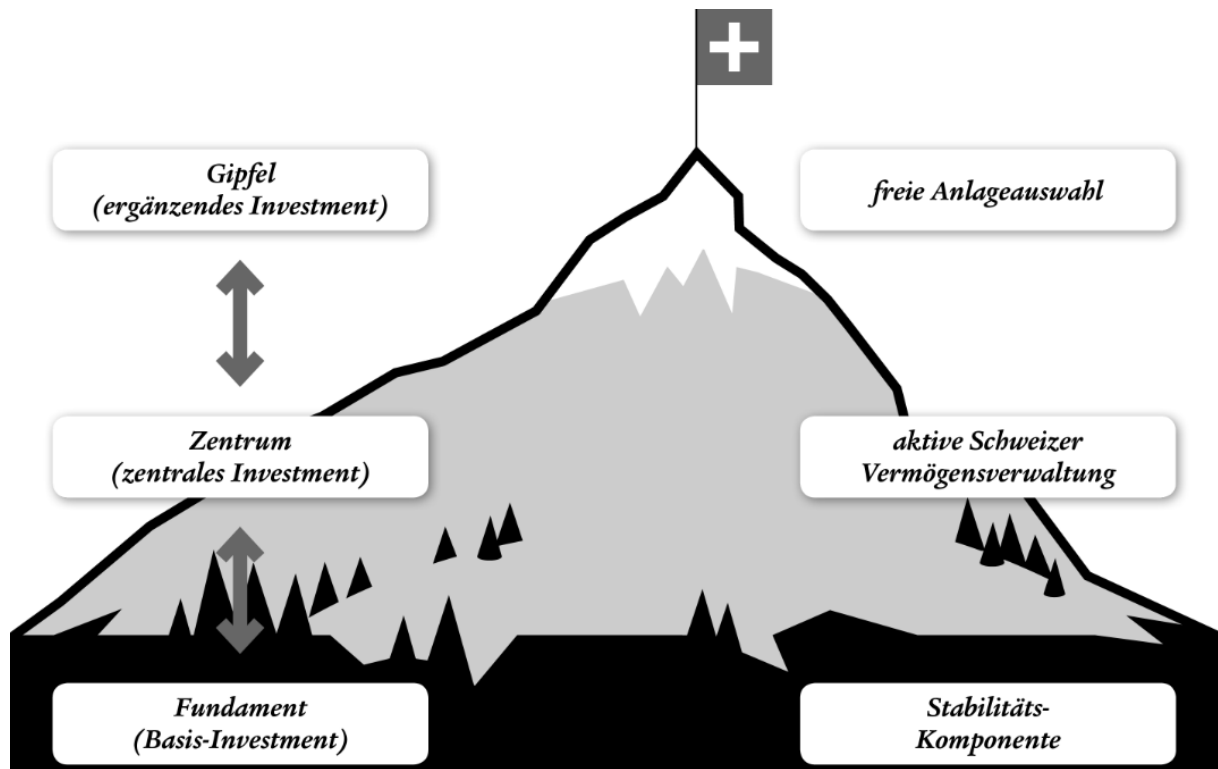 Gipfel
(ergänzendes Investment)
freie Anlageauswahl
Zentrum
(zentrales Investment)
aktive Schweizer
Vermögensverwaltung
Fundament
(Basis-Investment)
Stabilitäts-
Komponente